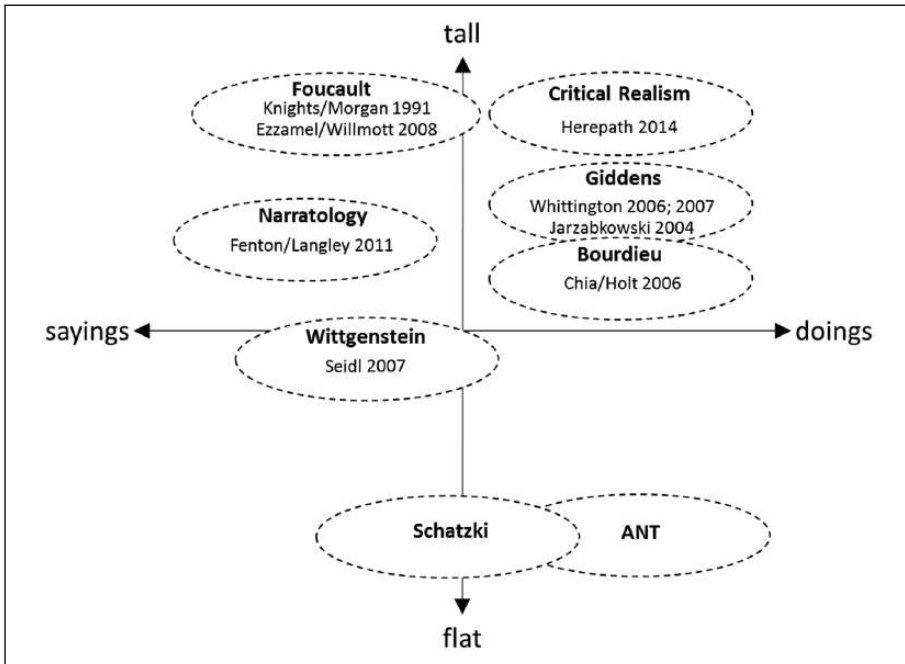 tall
Foucault
Knights/Morgan 1991
Ezzamel/Willmott 2008
Critical Realism
Herepath 2014
Giddens
Whittington 2006; 2007
Jarzabkowski 2004
Narratology
Fenton/Langley 2011
Bourdieu
Chia/Holt 2006
sayings
doings
Wittgenstein
Seidl 2007
Schatzki
ANT
flat